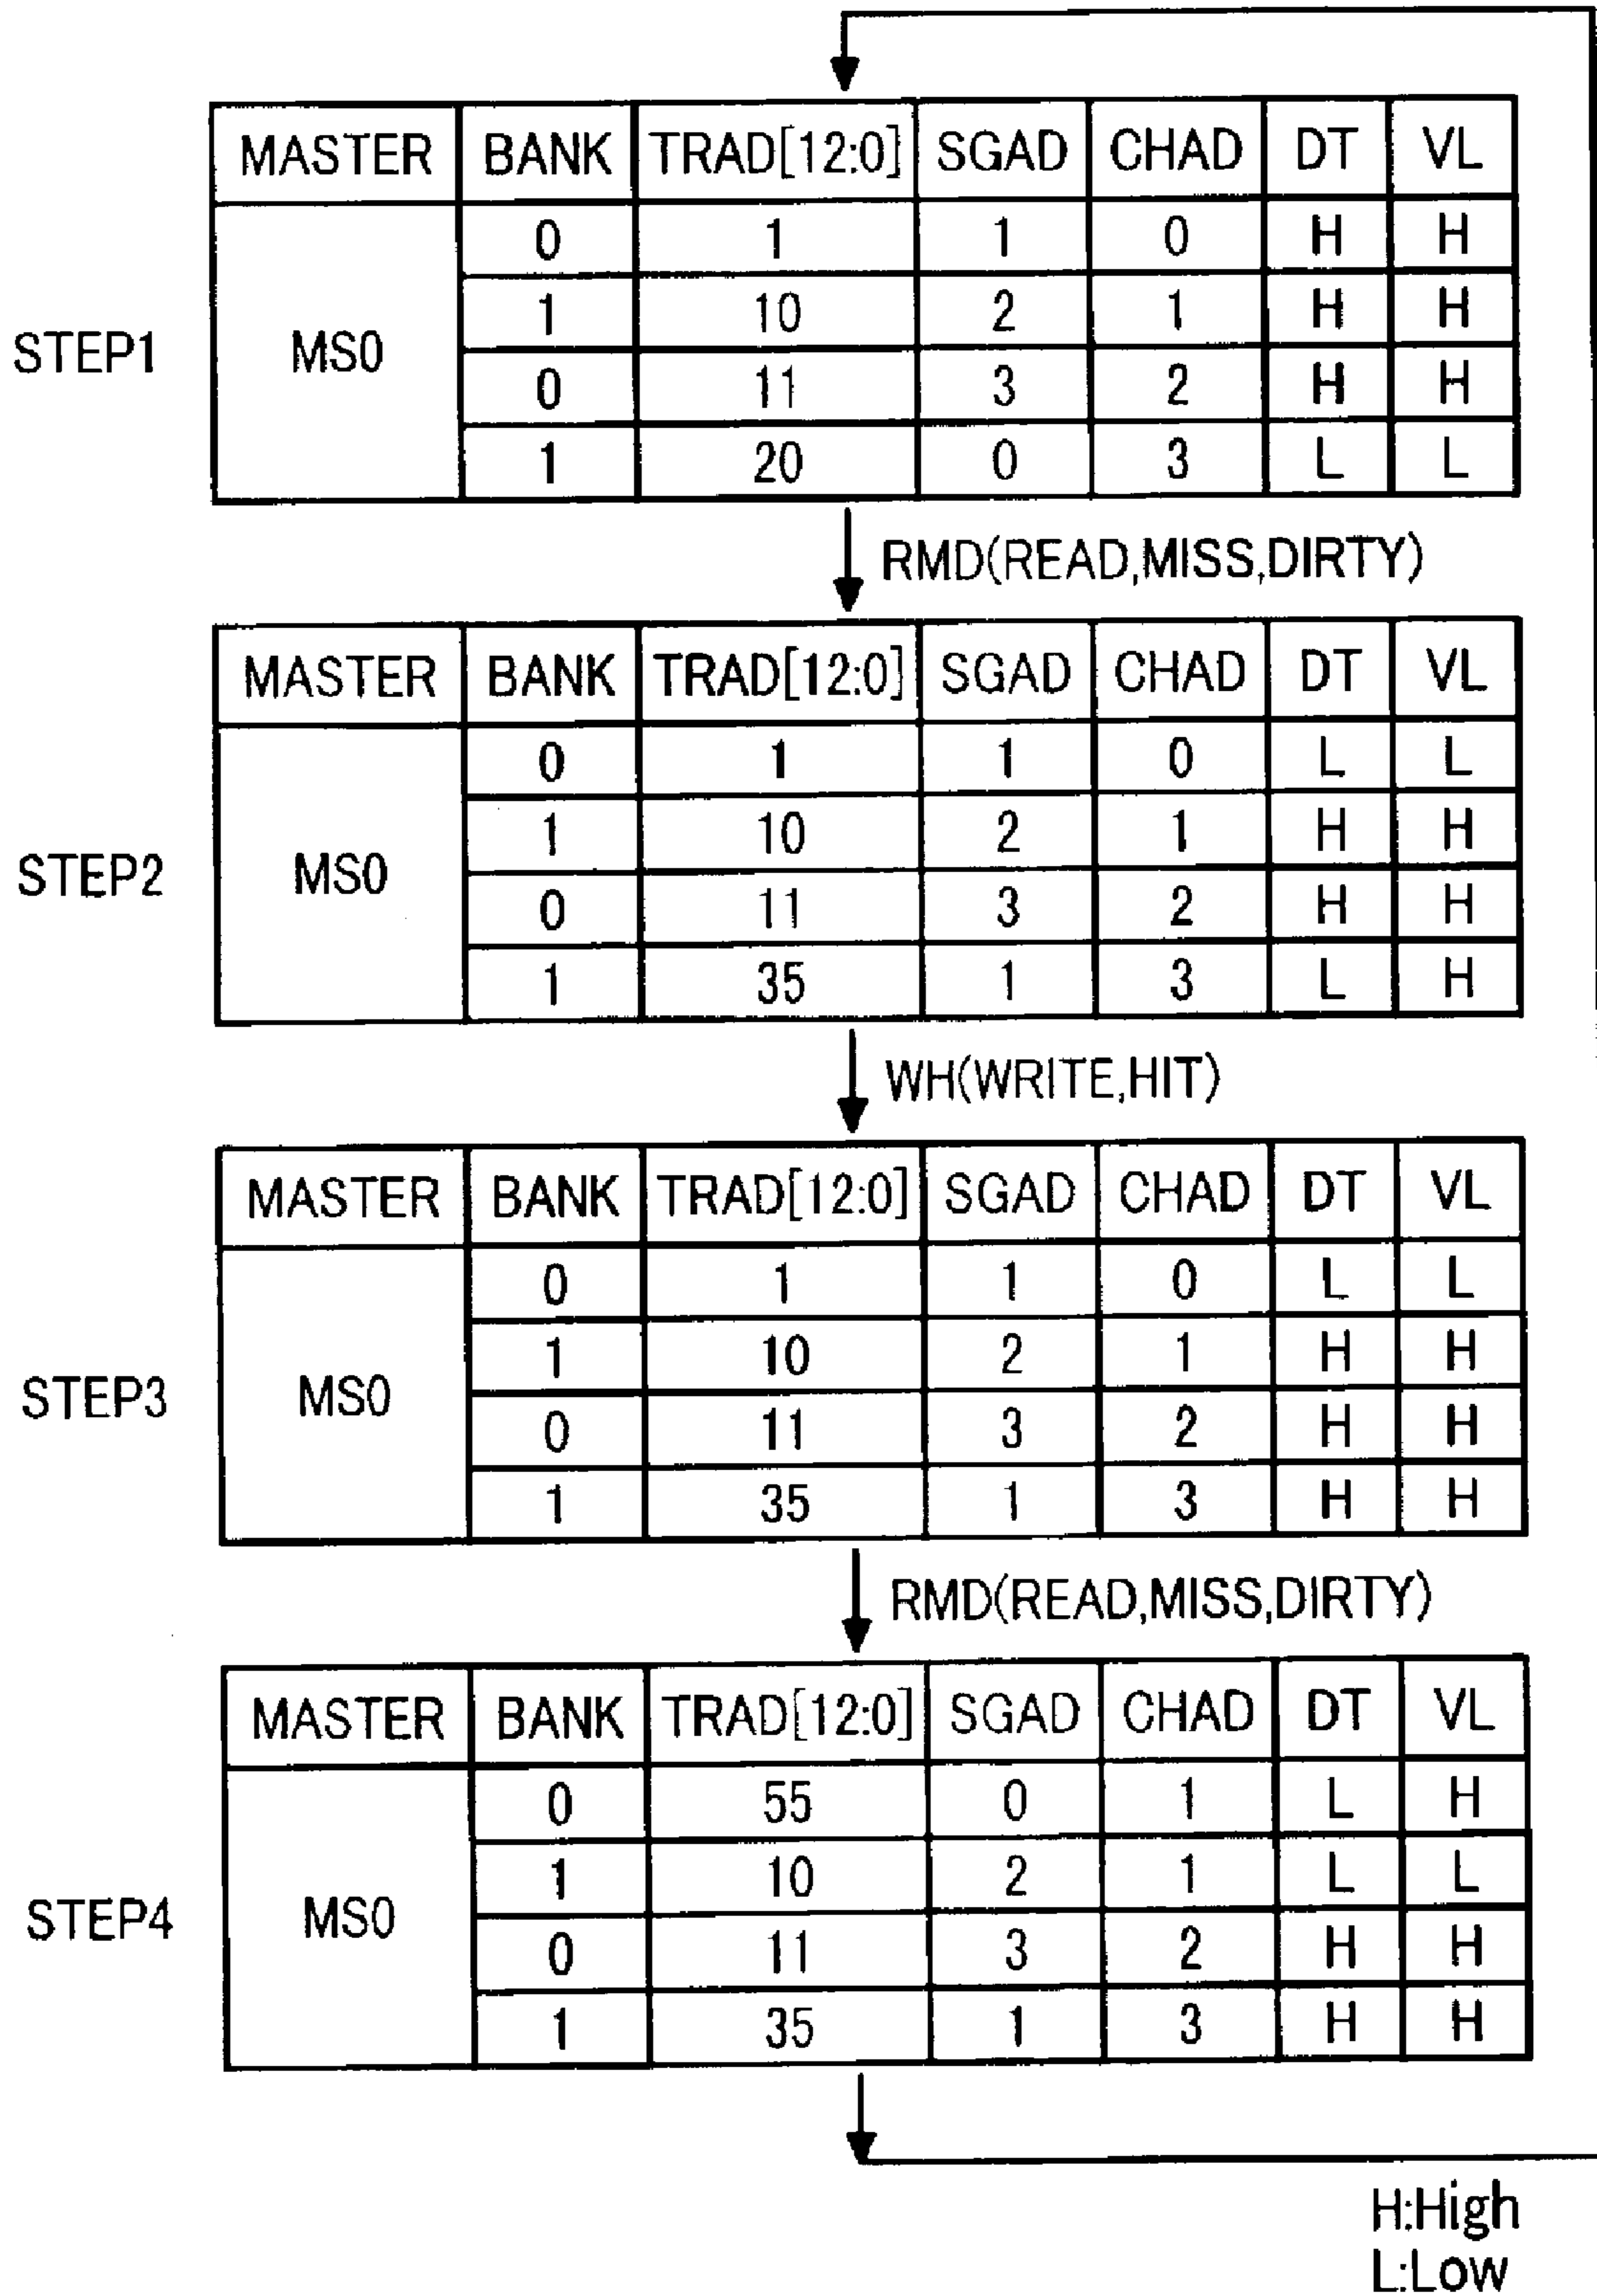 MASTER BANK TRAD[12:0] SGAD CHAD DT VL
0 1 1 0 H H
1 10 2 1 H H
STEP1 MS0
0 11 3 2 H H
1 20 0 3 L L
RMD(READ,MISS,DIRTY)
MASTER BANK TRAD[12:0] SGAD CHAD DT VL
0 1 1 0 L L
1 10 2 1 H H
STEP2 MS0
0 11 3 2 H H
1 35 1 3 L H
WH(WRITE,HIT)
MASTER BANK TRAD[12:0] SGAD CHAD DT VL
0 1 1 0 L L
1 10 2 1 H H
STEP3 MS0
0 11 3 2 H H
1 35 1 3 H H
RMD(READ,MISS,DIRTY)
MASTER BANK TRAD[12:0] SGAD CHAD DT VL
0 55 0 1 L H
1 10 2 1 L L
STEP4 MS0
0 11 3 2 H H
1 35 1 3 H H
H:High
L:Low